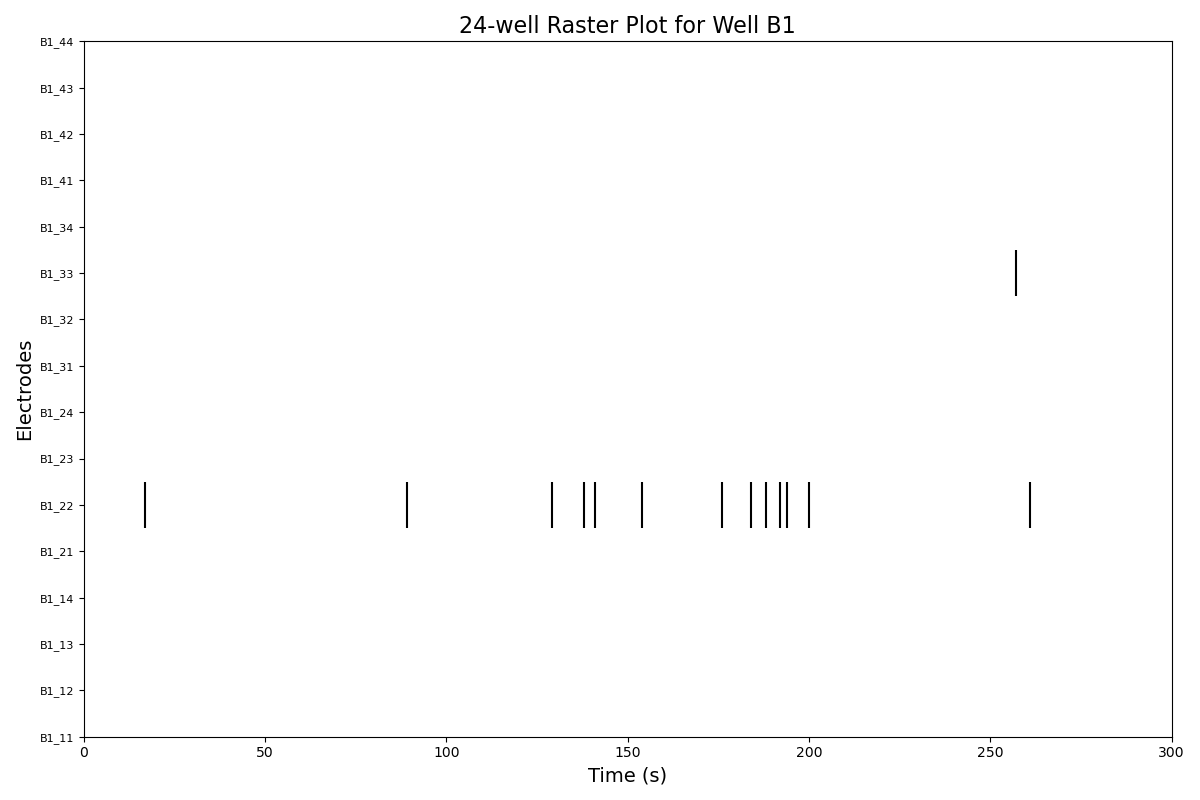 24-well Raster Plot for Well B1
B1_44
B1_43
B1_42
B1_41
B1_34
B1_33
B1_32
B1_31
B1_24
B1_23
B1_22
B1_21
B1_14
B1_13
B1_12
B1_11
Electrodes
0 50 100 150 200 250 300
Time (s)